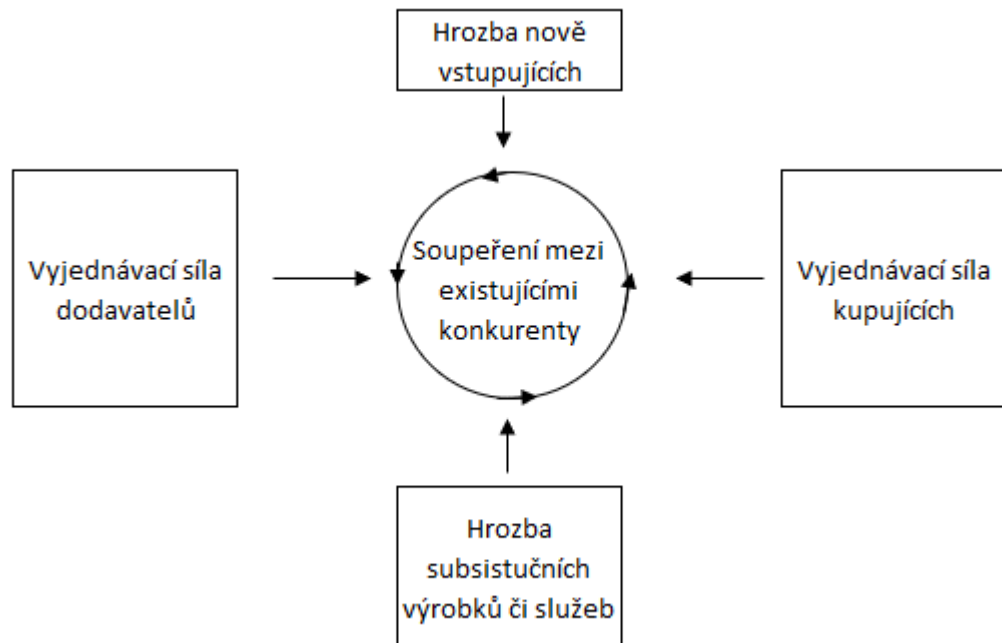 Hrozba nově
vstupujících
Vyjednávací síla
dodavatelů
Soupeření mezi
existujícími
konkurenty
Vyjednávací síla
kupujících
Hrozba
subsistučních
výrobků či služeb